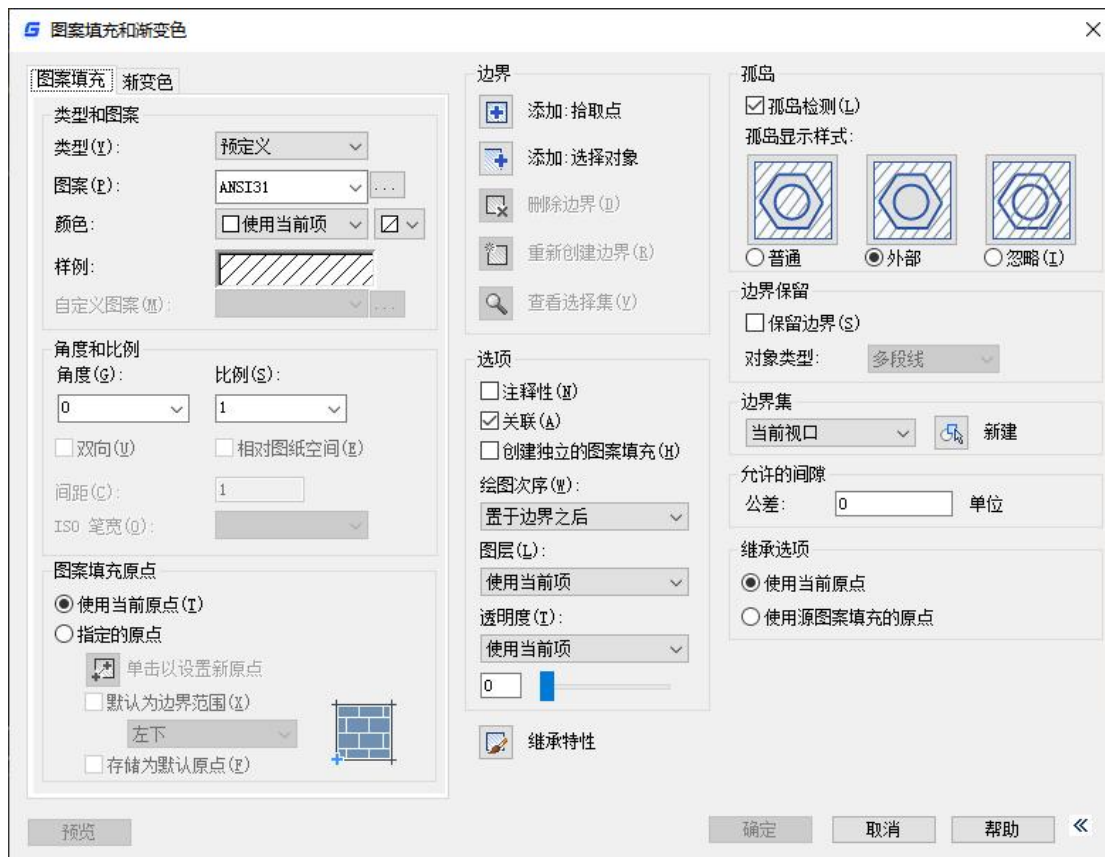 图案填充和渐变色
图案填充 渐变色
类型和图案
类型(Y): 预定义
图案(P): ANSI31 ...
颜色: 使用当前项
样例:
自定义图案(M): ...
角度和比例
角度(G): 比例(S):
0 1
双向(U) 相对图纸空间(E)
间距(C): 1
ISO 笔宽(O):
图案填充原点
使用当前原点(T)
指定的原点
单击以设置新原点
默认为边界范围(X)
左下
存储为默认原点(F)
预览
边界
添加:拾取点
添加:选择对象
删除边界(D)
重新创建边界(R)
查看选择集(V)
选项
注释性(N)
关联(A)
创建独立的图案填充(H)
绘图次序(W):
置于边界之后
图层(L):
使用当前项
透明度(T):
使用当前项
0
继承特性
孤岛
孤岛检测(L)
孤岛显示样式:
普通 外部 忽略(I)
边界保留
保留边界(S)
对象类型: 多段线
边界集
当前视口 新建
允许的间隙
公差: 0 单位
继承选项
使用当前原点
使用源图案填充的原点
确定 取消 帮助